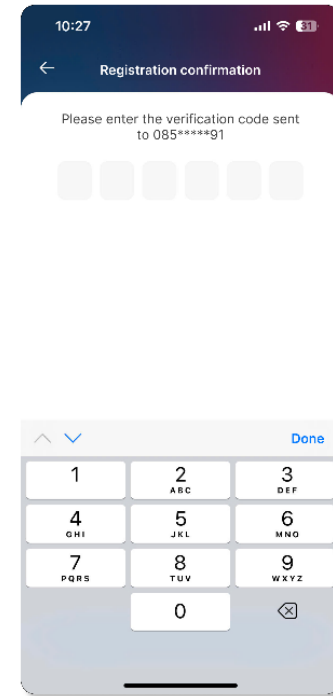 10:27
31
Registration confirmation
Please enter the verification code sent
to 085*****91
Done
1
2
ABC
3
DEF
4
GHI
5
JKL
6
MNO
7
PQRS
8
TUV
9
WXYZ
0